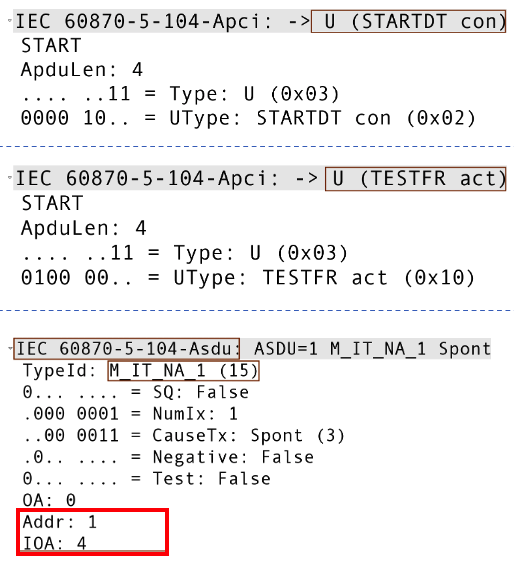 IEC 60870-5-104-Apci: -> U (STARTDT con)
START
ApduLen: 4
.... ..11 = Type: U (0x03)
0000 10.. = UType: STARTDT con (0x02)
IEC 60870-5-104-Apci: -> U (TESTFR act)
START
ApduLen: 4
.... ..11 = Type: U (0x03)
0100 00.. = UType: TESTFR act (0x10)
IEC 60870-5-104-Asdu: ASDU=1 M_IT_NA_1 Spont
TypeId: M_IT_NA_1 (15)
0... .... = SQ: False
.000 0001 = NumIx: 1
..00 0011 = CauseTx: Spont (3)
.0.. .... = Negative: False
0... .... = Test: False
OA: 0
Addr: 1
IOA: 4